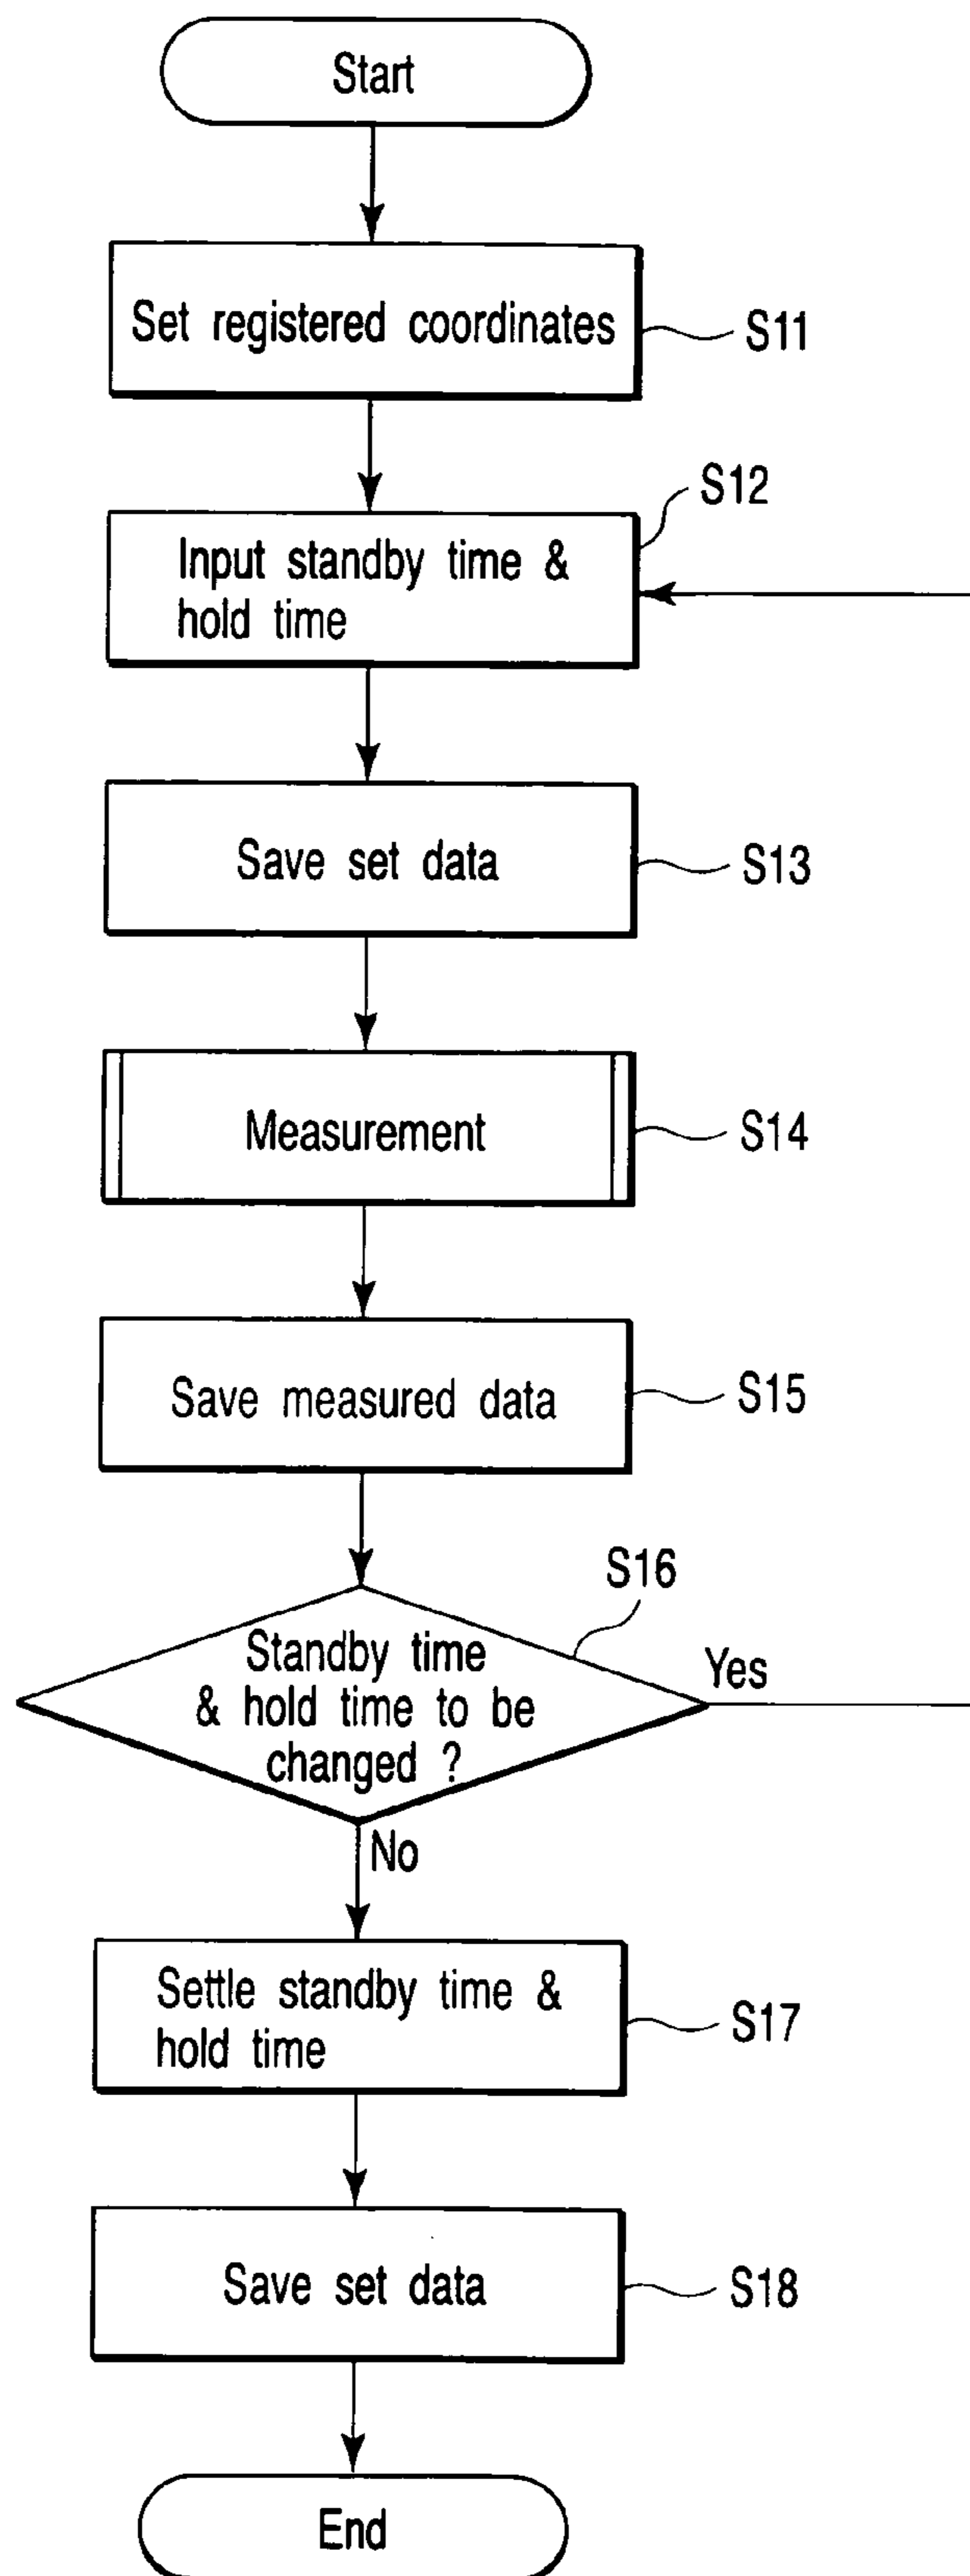 Start
Set registered coordinates
S11
S12
Input standby time &
hold time
Save set data
S13
Measurement
S14
Save measured data
S15
S16
Standby time
& hold time to be
changed ?
Yes
No
Settle standby time &
hold time
S17
Save set data
S18
End